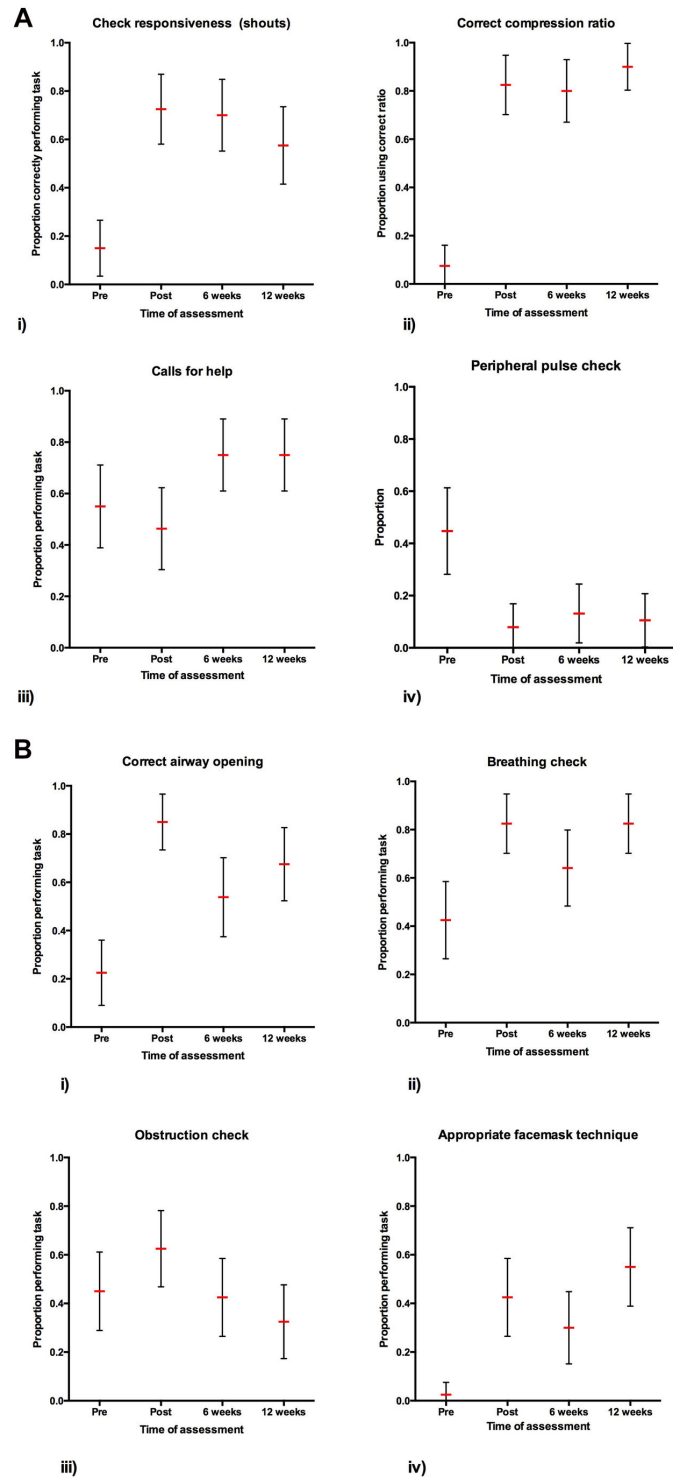 A
Check responsiveness (shouts)
Proportion correctly performing task
1.0
0.8
0.6
0.4
0.2
0.0
Pre
Post
6 weeks
12 weeks
Time of assessment
i)
Correct compression ratio
Proportion using correct ratio
1.0
0.8
0.6
0.4
0.2
0.0
Pre
Post
6 weeks
12 weeks
Time of assessment
ii)
Calls for help
Proportion performing task
1.0
0.8
0.6
0.4
0.2
0.0
Pre
Post
6 weeks
12 weeks
Time of assessment
iii)
Peripheral pulse check
Proportion
1.0
0.8
0.6
0.4
0.2
0.0
Pre
Post
6 weeks
12 weeks
Time of assessment
iv)
B
Correct airway opening
Proportion performing task
1.0
0.8
0.6
0.4
0.2
0.0
Pre
Post
6 weeks
12 weeks
Time of assessment
i)
Breathing check
Proportion performing task
1.0
0.8
0.6
0.4
0.2
0.0
Pre
Post
6 weeks
12 weeks
Time of assessment
ii)
Obstruction check
Proportion performing task
1.0
0.8
0.6
0.4
0.2
0.0
Pre
Post
6 weeks
12 weeks
Time of assessment
iii)
Appropriate facemask technique
Proportion performing task
1.0
0.8
0.6
0.4
0.2
0.0
Pre
Post
6 weeks
12 weeks
Time of assessment
iv)